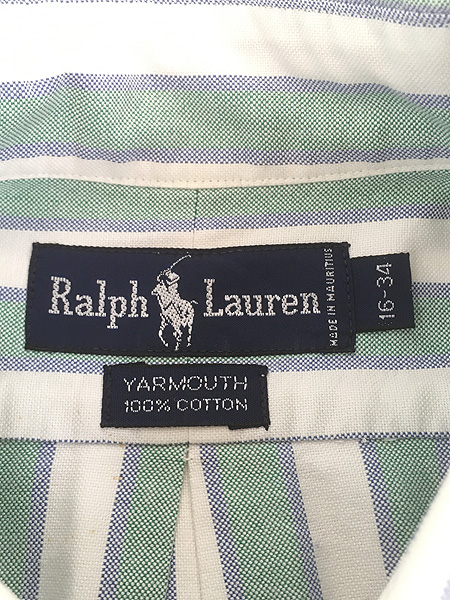 Ralph Lauren
MADE IN MAURITIUS
16-34
YARMOUTH
100% COTTON